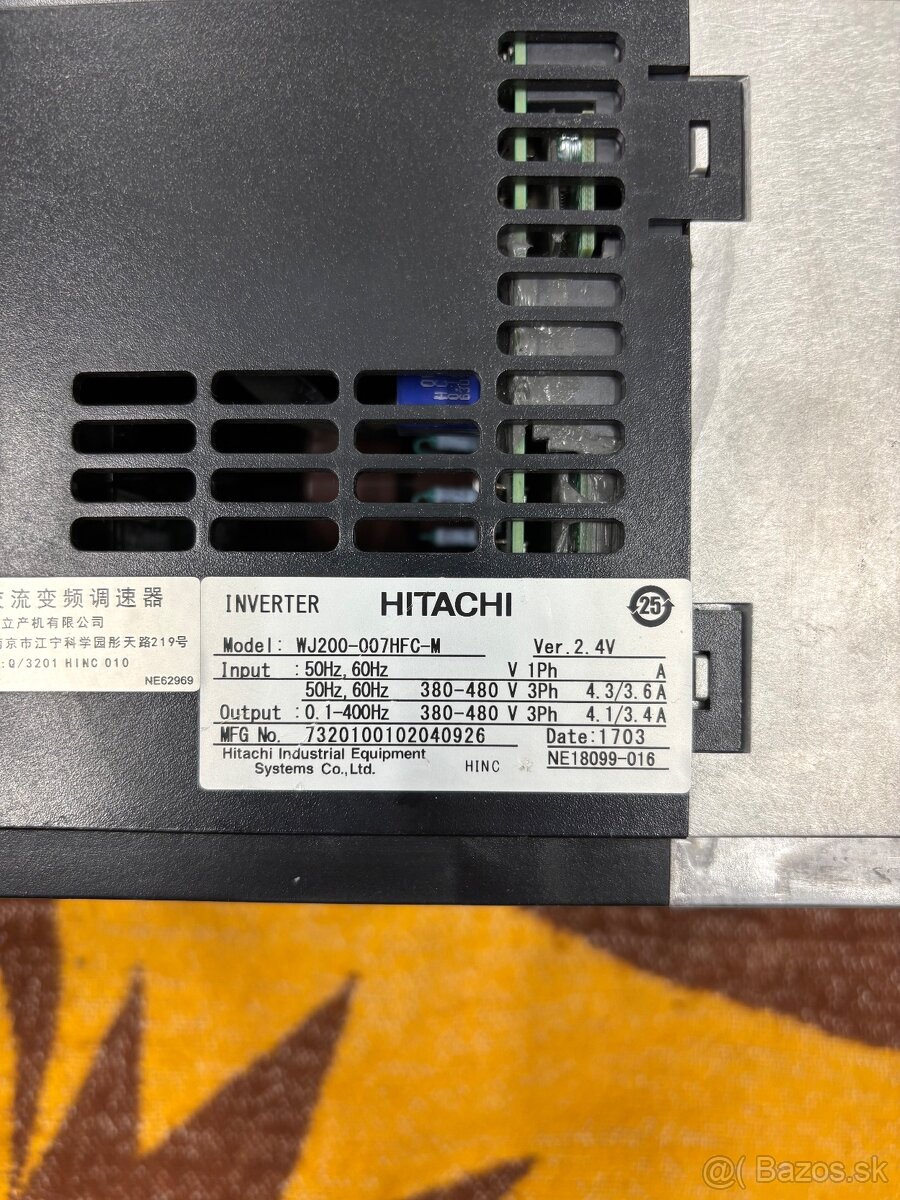 流变频调速器
立产机有限公司
京市江宁科学园彤天路219号
:Q/3201 HINC 010
NE62969
INVERTER HITACHI
25
Model: WJ200-007HFC-M Ver.2.4V
Input :50Hz,60Hz V 1Ph A
50Hz,60Hz 380-480 V 3Ph 4.3/3.6A
Output :0.1-400Hz 380-480 V 3Ph 4.1/3.4A
MFG No. 7320100102040926 Date:1703
Hitachi Industrial Equipment
Systems Co.,Ltd. HINC NE18099-016
@( Bazos.sk